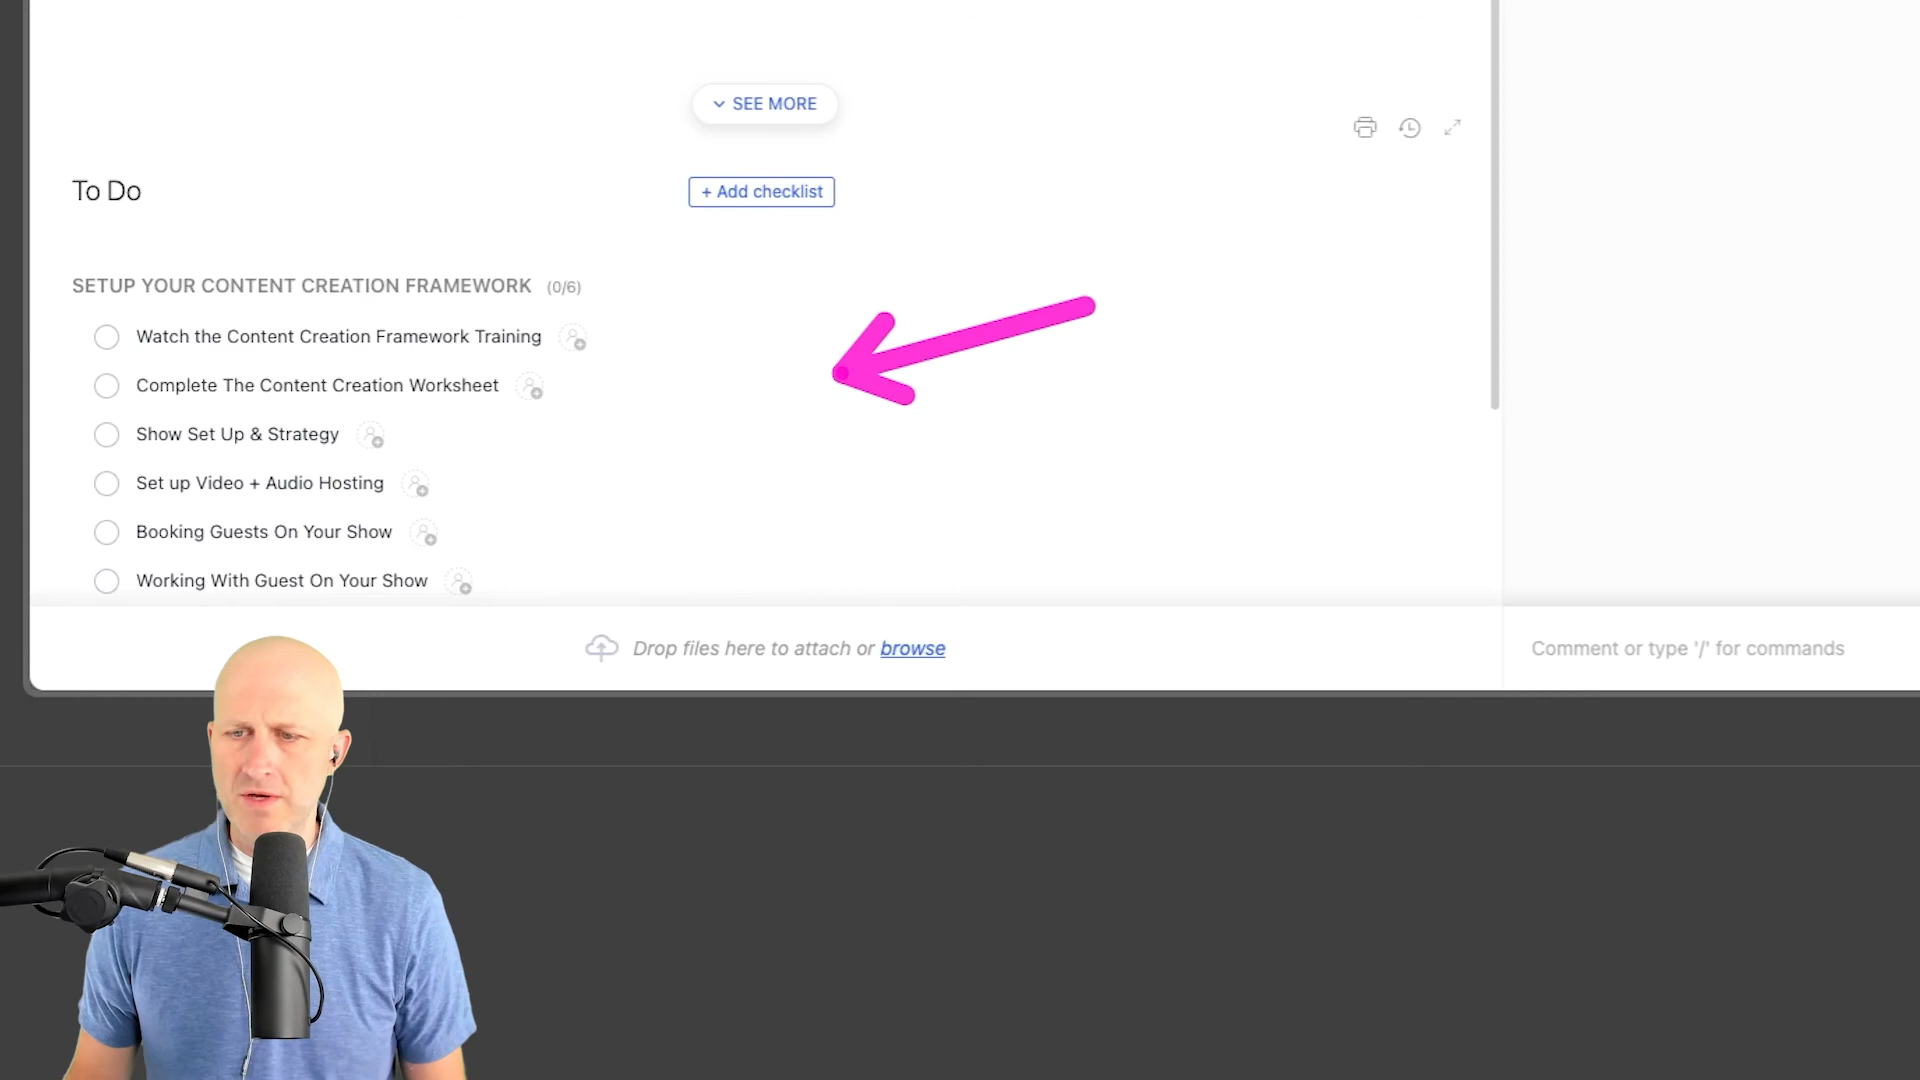 SEE MORE
To Do
+ Add checklist
SETUP YOUR CONTENT CREATION FRAMEWORK (0/6)
Watch the Content Creation Framework Training
Complete The Content Creation Worksheet
Show Set Up & Strategy
Set up Video + Audio Hosting
Booking Guests On Your Show
Working With Guest On Your Show
Drop files here to attach or browse
Comment or type '/' for commands